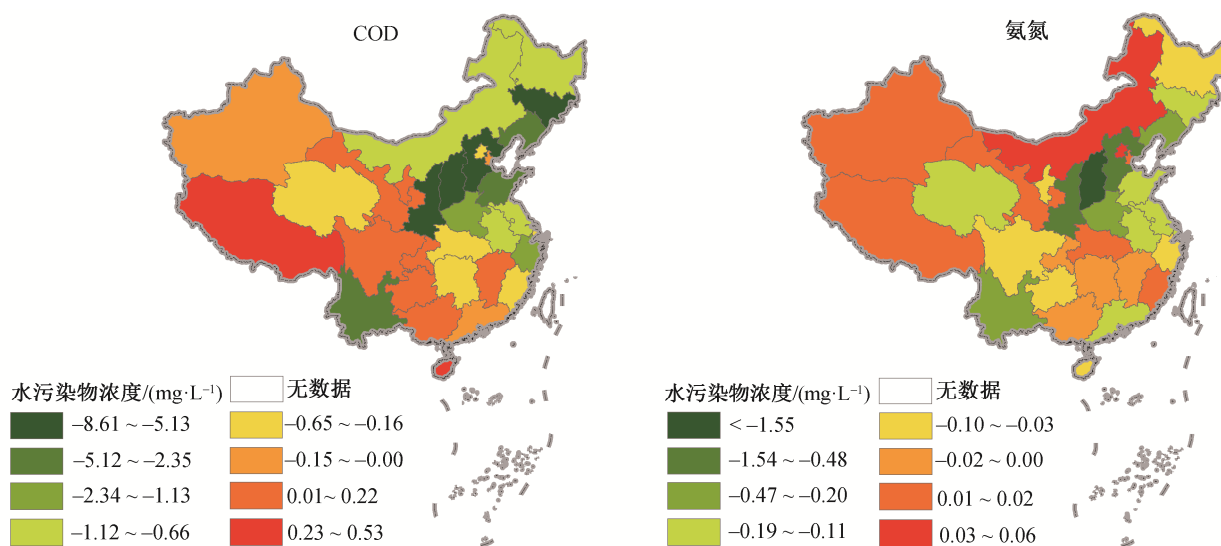 COD
水污染物浓度/(mg·L⁻¹)
无数据
−8.61 ~ −5.13
−0.65 ~ −0.16
−5.12 ~ −2.35
−0.15 ~ −0.00
−2.34 ~ −1.13
0.01~ 0.22
−1.12 ~ −0.66
0.23 ~ 0.53
氨氮
水污染物浓度/(mg·L⁻¹)
无数据
< −1.55
−0.10 ~ −0.03
−1.54 ~ −0.48
−0.02 ~ 0.00
−0.47 ~ −0.20
0.01 ~ 0.02
−0.19 ~ −0.11
0.03 ~ 0.06